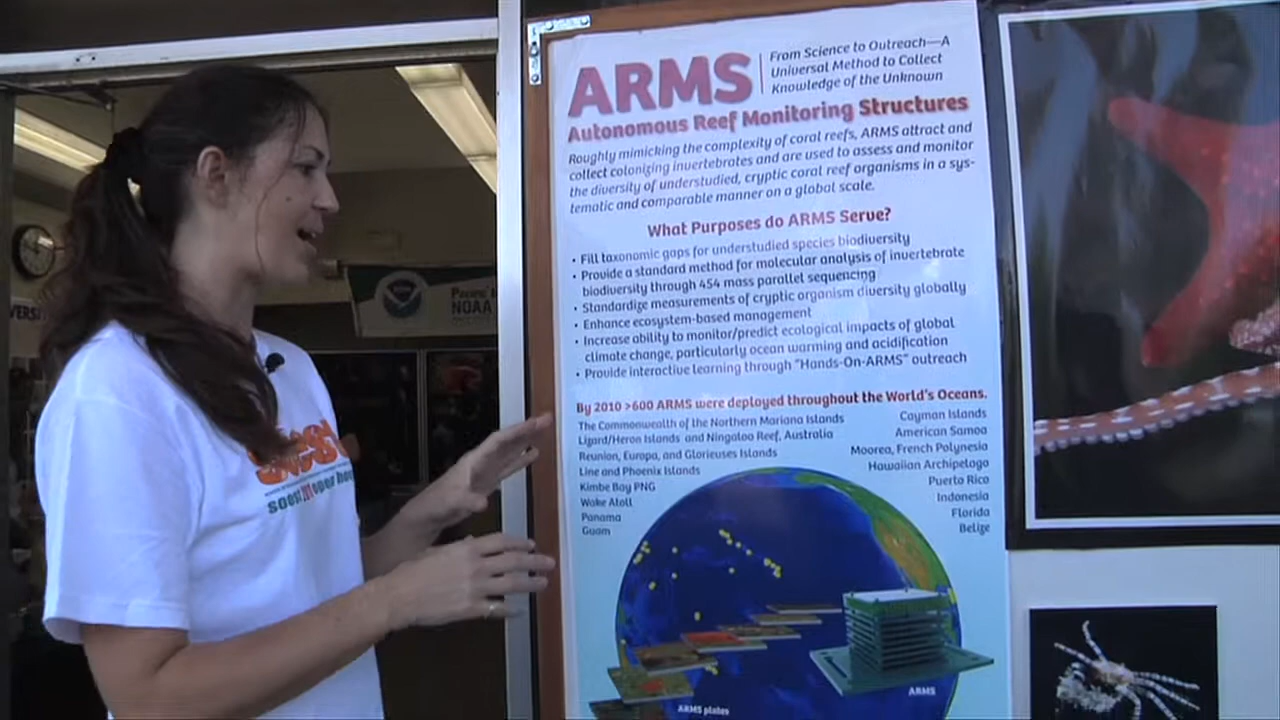 ARMS
From Science to Outreach—A
Universal Method to Collect
Knowledge of the Unknown
Autonomous Reef Monitoring Structures
Roughly mimicking the complexity of coral reefs, ARMS attract and
collect colonizing invertebrates and are used to assess and monitor
the diversity of understudied, cryptic coral reef organisms in a sys-
tematic and comparable manner on a global scale.
What Purposes do ARMS Serve?
• Fill taxonomic gaps for understudied species biodiversity
• Provide a standard method for molecular analysis of invertebrate
biodiversity through 454 mass parallel sequencing
• Standardize measurements of cryptic organism diversity globally
• Enhance ecosystem-based management
• Increase ability to monitor/predict ecological impacts of global
climate change, particularly ocean warming and acidification
• Provide interactive learning through "Hands-On-ARMS" outreach
By 2010 >600 ARMS were deployed throughout the World's Oceans.
The Commonwealth of the Northern Mariana Islands
Lizard/Heron Islands and Ningaloo Reef, Australia
Reunion, Europa, and Glorieuses Islands
Line and Phoenix Islands
Kimbe Bay PNG
Wake Atoll
Panama
Guam
Cayman Islands
American Samoa
Moorea, French Polynesia
Hawaiian Archipelago
Puerto Rico
Indonesia
Florida
Belize
ARMS
ARMS plates
Pacific
NOAA
VERSI
soest open hou